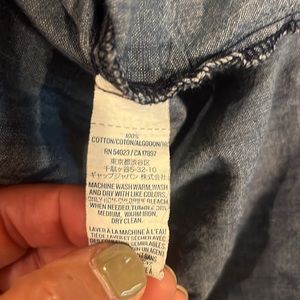 100%
COTTON/COTON/ALGODON/
RN 54023/CA 17897
東京都渋谷区
千駄ヶ谷5-32-10
ギャップジャパン株式会社
MACHINE WASH WARM, WASH
AND DRY WITH LIKE COLORS,
ONLY NON-CHLORINE BLEACH
WHEN NEEDED, TUMBLE DRY
MEDIUM, WARM IRON,
DRY CLEAN.
LAVER À LA MACHINE À L'EAU